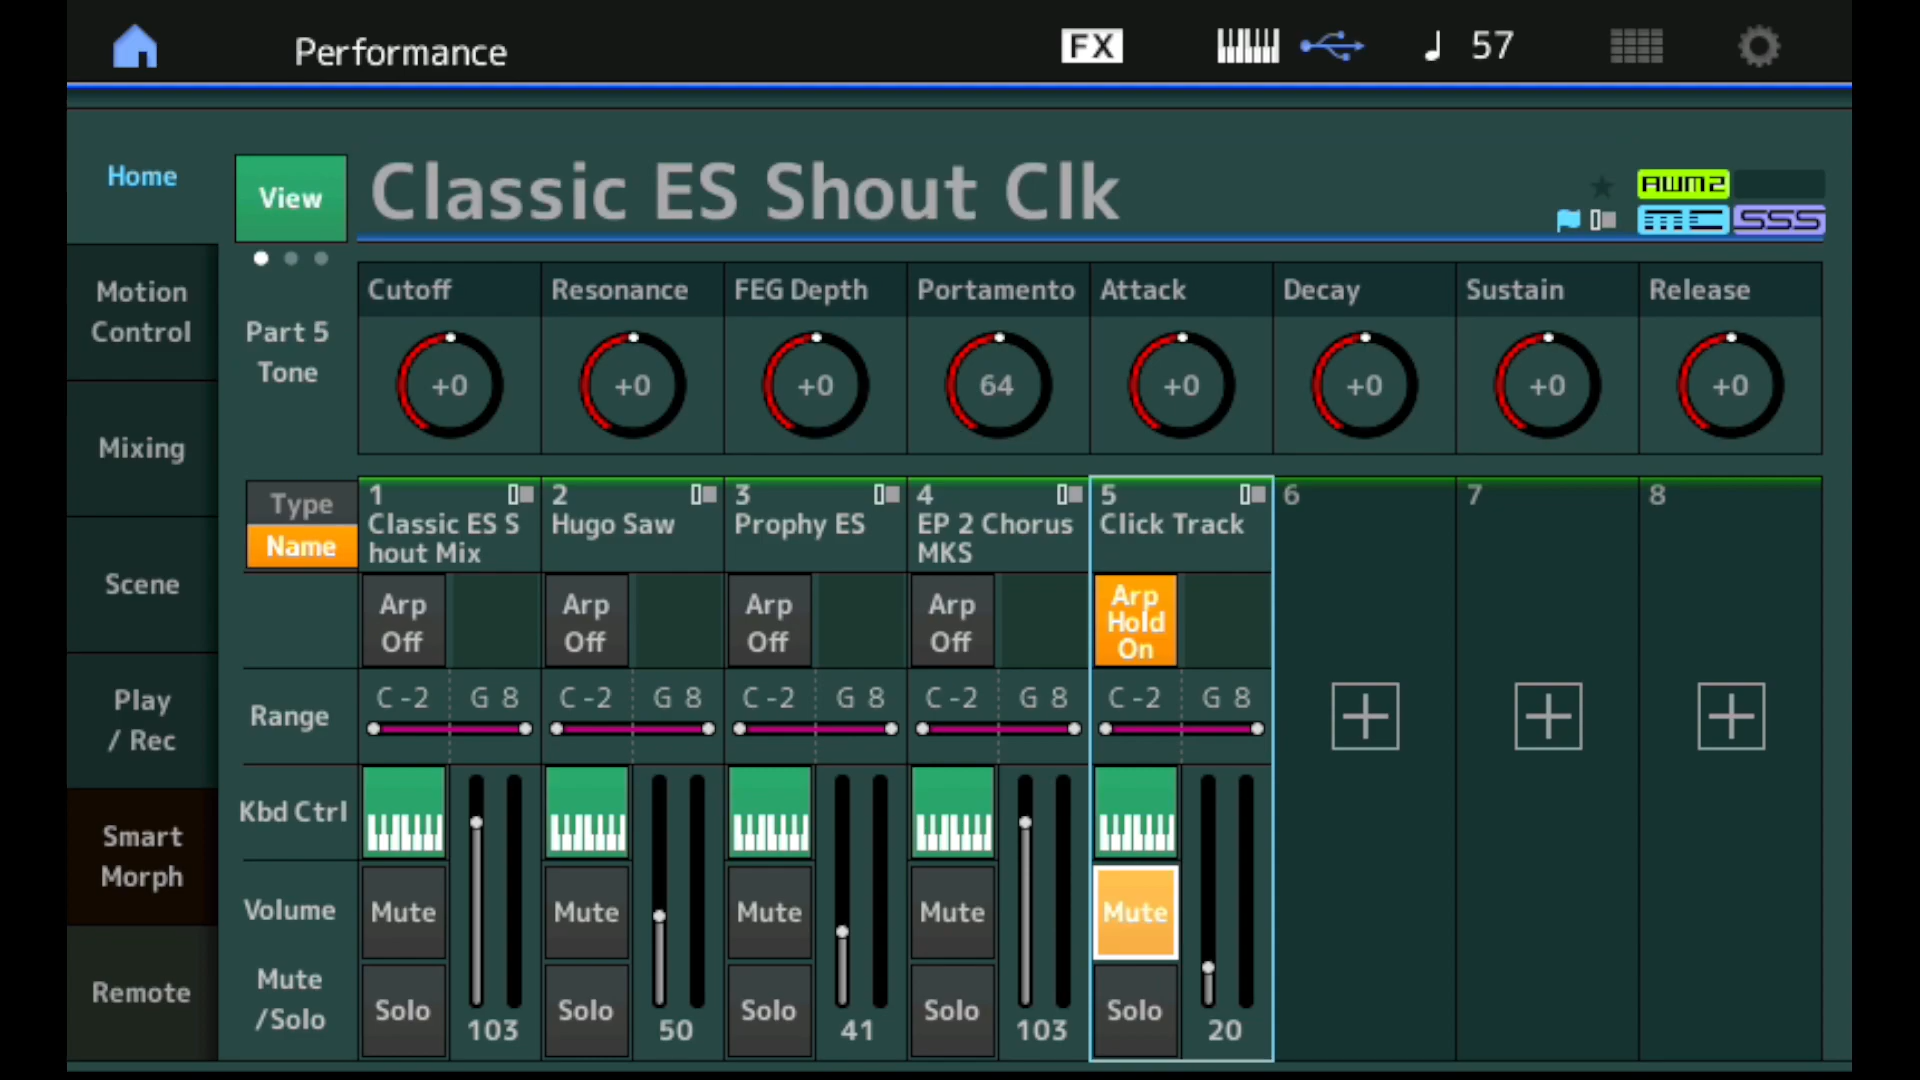 Performance
FX
57
Home
View
Classic ES Shout Clk
AWM2
MC
SSS
Motion
Control
Part 5
Tone
Cutoff
Resonance
FEG Depth
Portamento
Attack
Decay
Sustain
Release
+0
+0
+0
64
+0
+0
+0
+0
Mixing
Type
Name
1
Classic ES S
hout Mix
2
Hugo Saw
3
Prophy ES
4
EP 2 Chorus
MKS
5
Click Track
6
7
8
Scene
Arp
Off
Arp
Off
Arp
Off
Arp
Off
Arp
Hold
On
Play
/ Rec
Range
C -2 G 8
C -2 G 8
C -2 G 8
C -2 G 8
C -2 G 8
Smart
Morph
Kbd Ctrl
Volume
Mute
Mute
Mute
Mute
Mute
Remote
Mute
/Solo
Solo
103
Solo
50
Solo
41
Solo
103
Solo
20